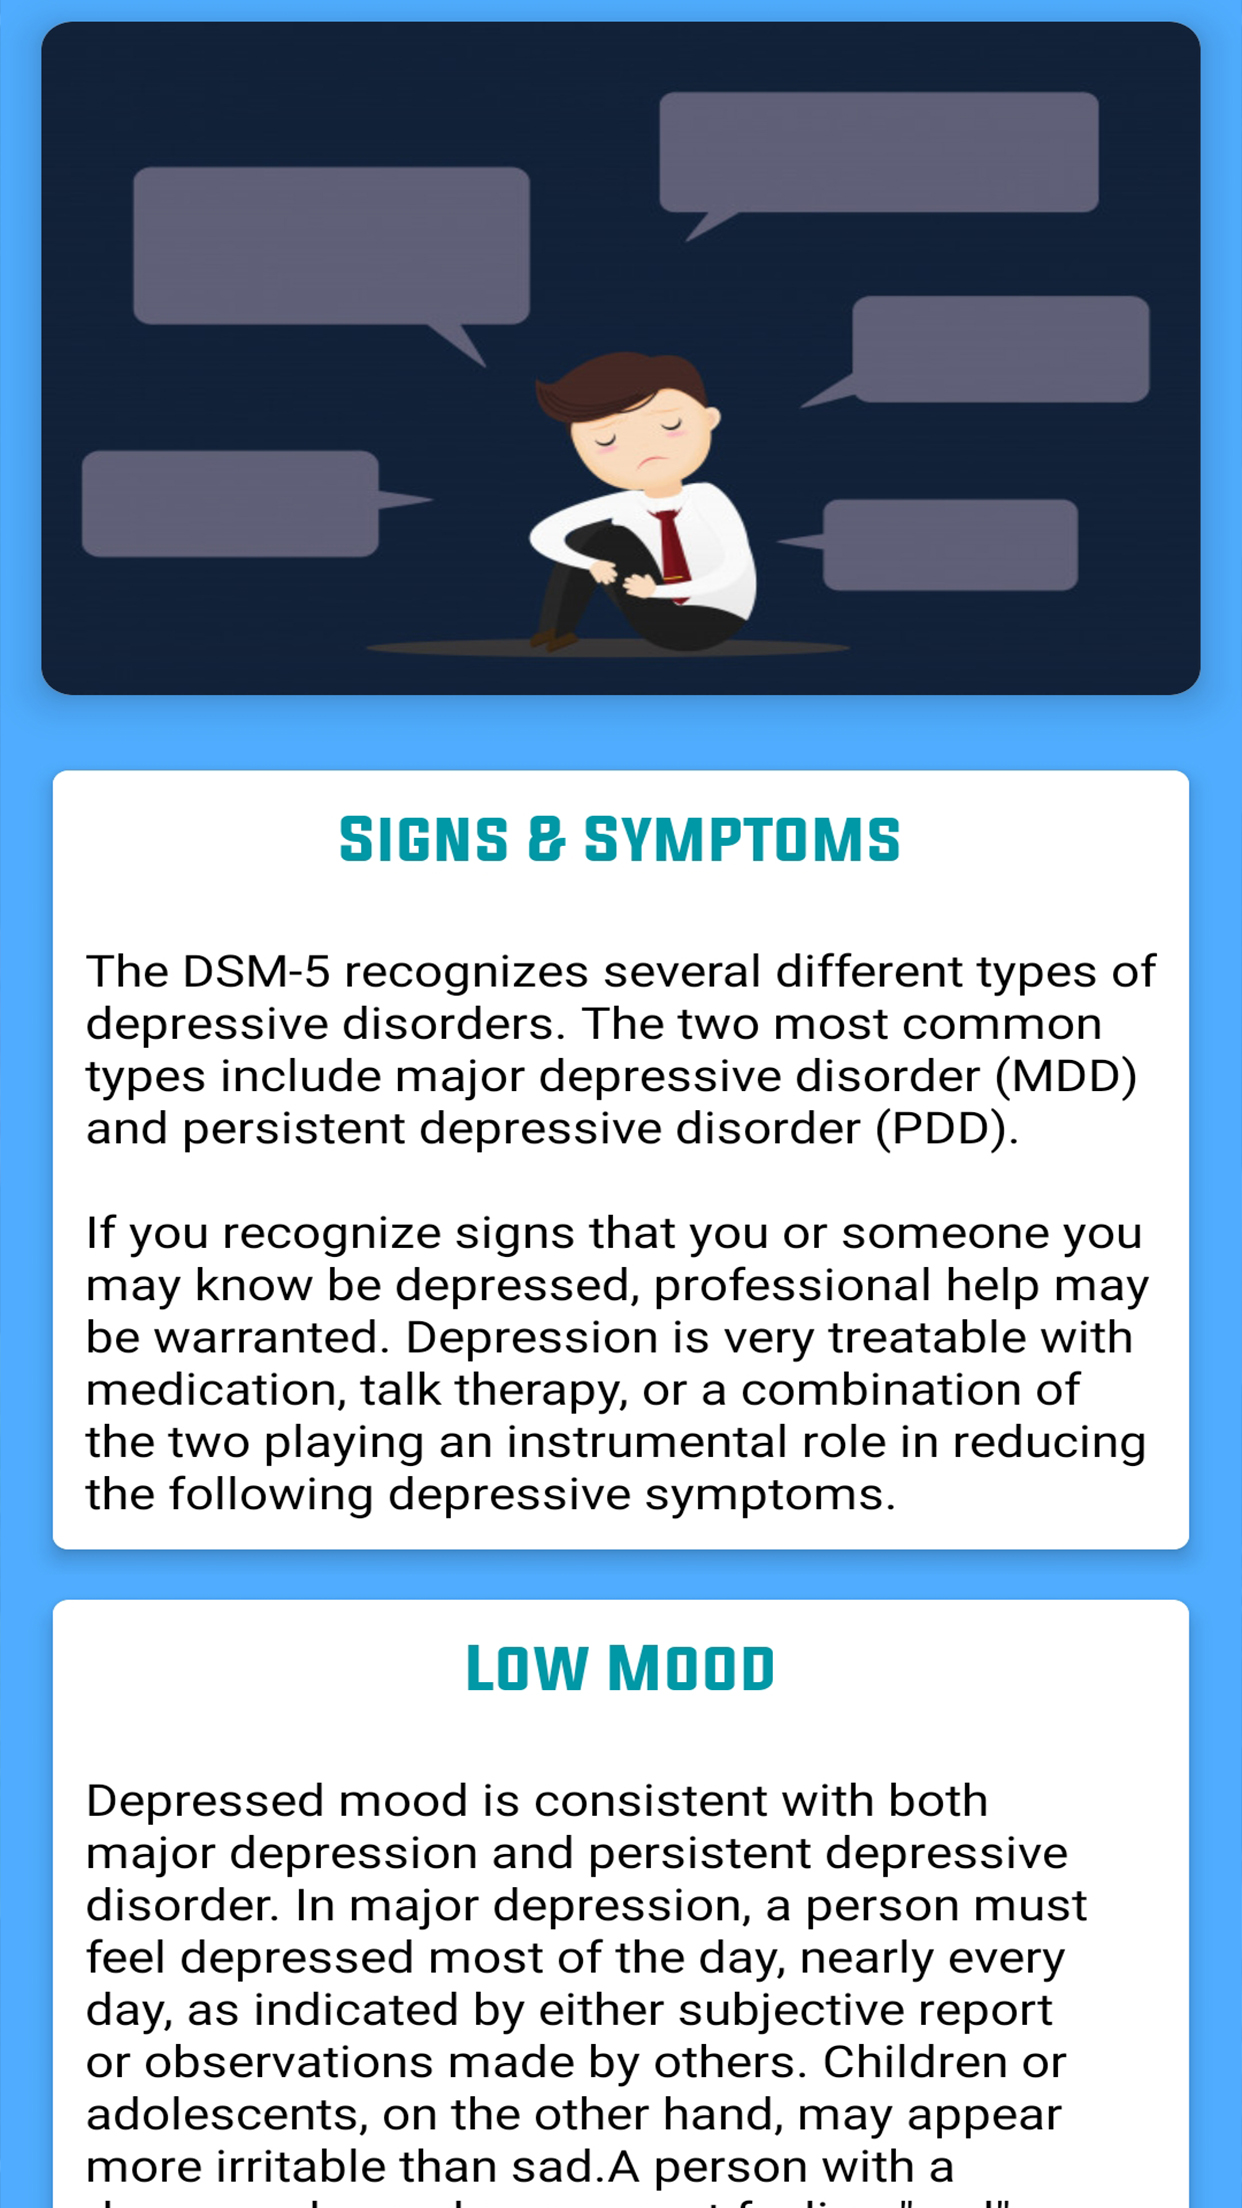 SIGNS & SYMPTOMS
The DSM-5 recognizes several different types of
depressive disorders. The two most common
types include major depressive disorder (MDD)
and persistent depressive disorder (PDD).
If you recognize signs that you or someone you
may know be depressed, professional help may
be warranted. Depression is very treatable with
medication, talk therapy, or a combination of
the two playing an instrumental role in reducing
the following depressive symptoms.
LOW MOOD
Depressed mood is consistent with both
major depression and persistent depressive
disorder. In major depression, a person must
feel depressed most of the day, nearly every
day, as indicated by either subjective report
or observations made by others. Children or
adolescents, on the other hand, may appear
more irritable than sad.A person with a